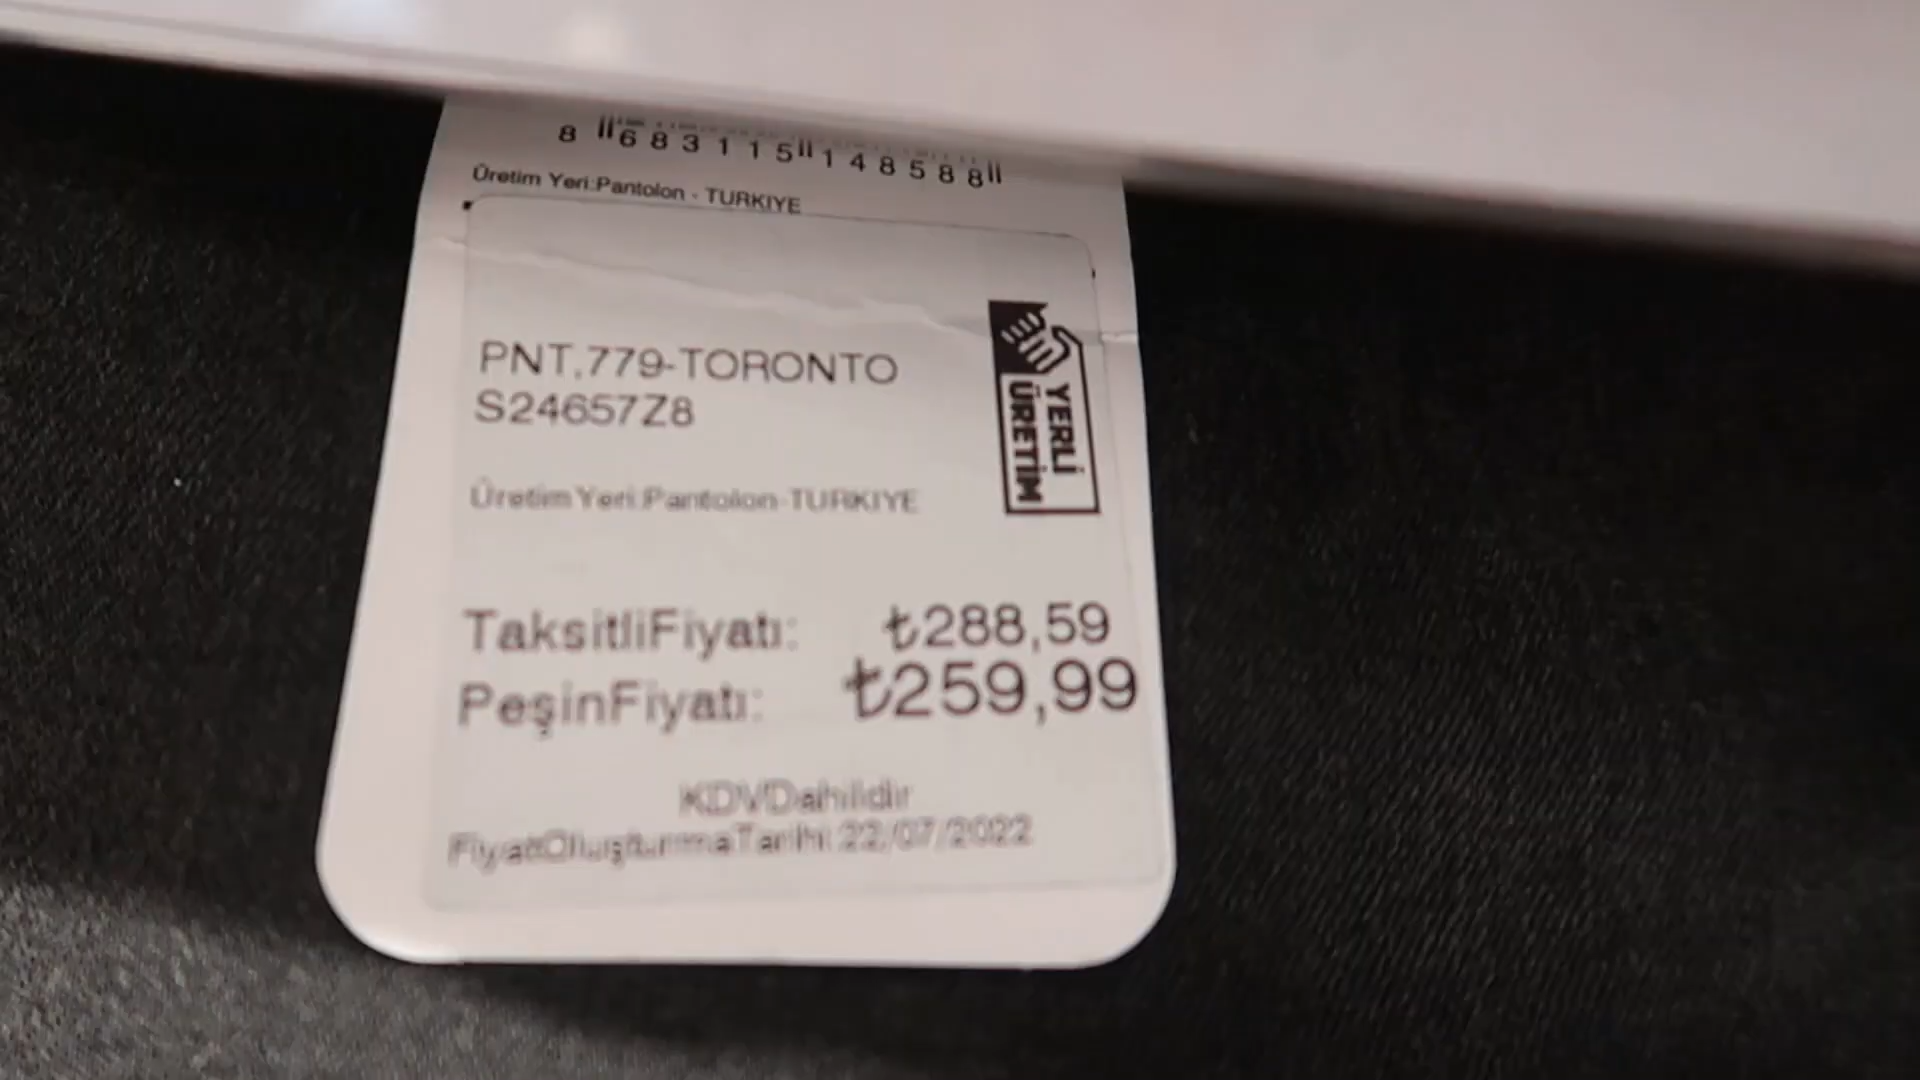 8 683115 148588
Üretim Yeri:Pantolon - TURKIYE
PNT.779-TORONTO
S24657Z8
YERLİ
ÜRETİM
Üretim Yeri:Pantolon-TURKIYE
TaksitliFiyatı: ₺288,59
PeşinFiyatı: ₺259,99
KDVDahildir
FiyatOluşturmaTarihi:22/07/2022